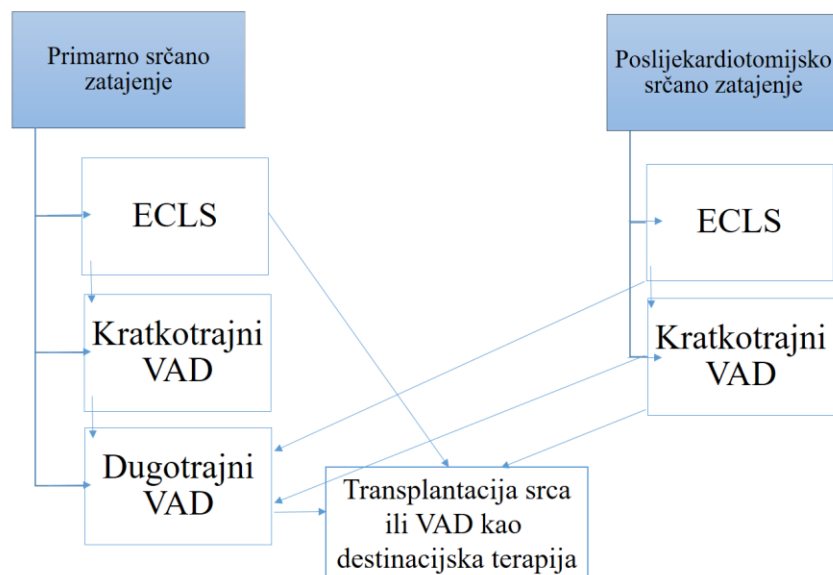 Primarno srčano
zatajenje
ECLS
Kratkotrajni
VAD
Dugotrajni
VAD
Transplantacija srca
ili VAD kao
destinacijska terapija
Poslijekardiotomijsko
srčano zatajenje
ECLS
Kratkotrajni
VAD